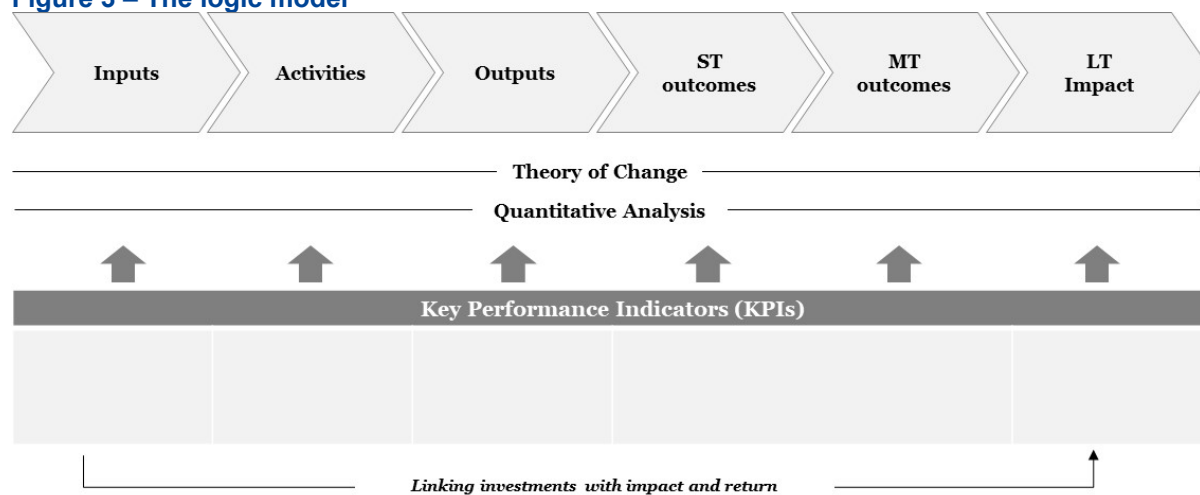 Figure 3 – The logic model
Inputs
Activities
Outputs
ST
outcomes
MT
outcomes
LT
Impact
Theory of Change
Quantitative Analysis
Key Performance Indicators (KPIs)
Linking investments with impact and return